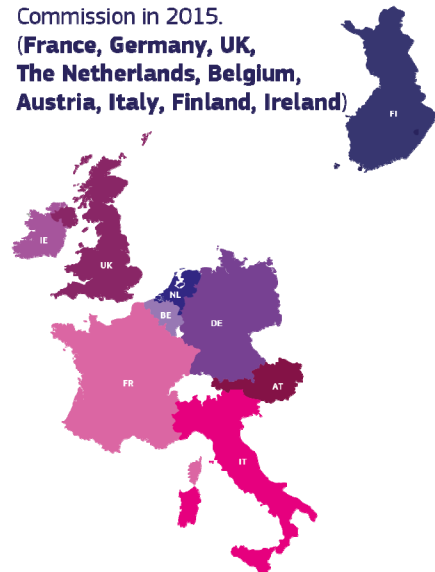 Commission in 2015.
(France, Germany, UK,
The Netherlands, Belgium,
Austria, Italy, Finland, Ireland)
FI
IE
UK
NL
BE
DE
FR
AT
IT